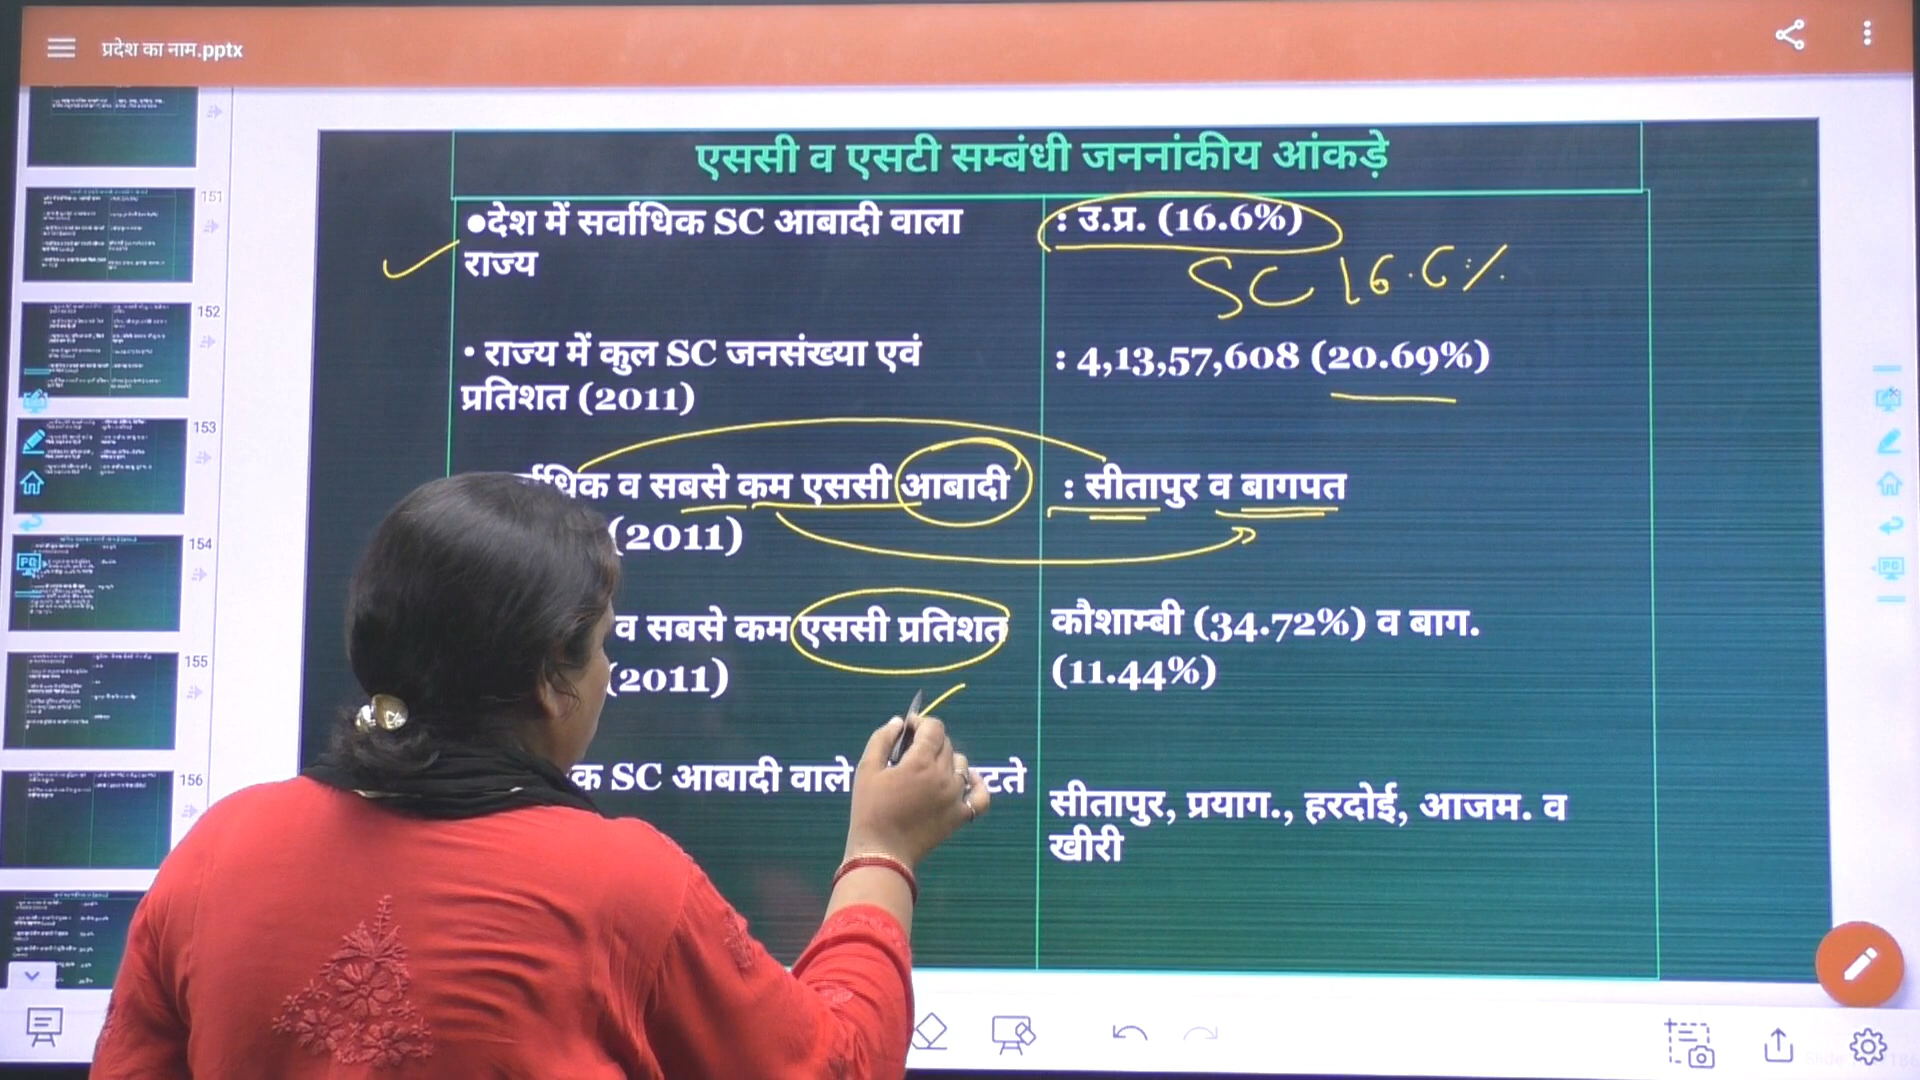 प्रदेश का नाम.pptx
एससी व एसटी सम्बंधी जननांकीय आंकड़े
●देश में सर्वाधिक SC आबादी वाला
राज्य
: उ.प्र. (16.6%)
SC 16.6%
• राज्य में कुल SC जनसंख्या एवं
प्रतिशत (2011)
: 4,13,57,608 (20.69%)
व सबसे कम एससी आबादी
(2011)
: सीतापुर व बागपत
व सबसे कम एससी प्रतिशत
(2011)
कौशाम्बी (34.72%) व बाग.
(11.44%)
SC आबादी वाले
सीतापुर, प्रयाग., हरदोई, आजम. व
खीरी
151
152
153
154
155
156